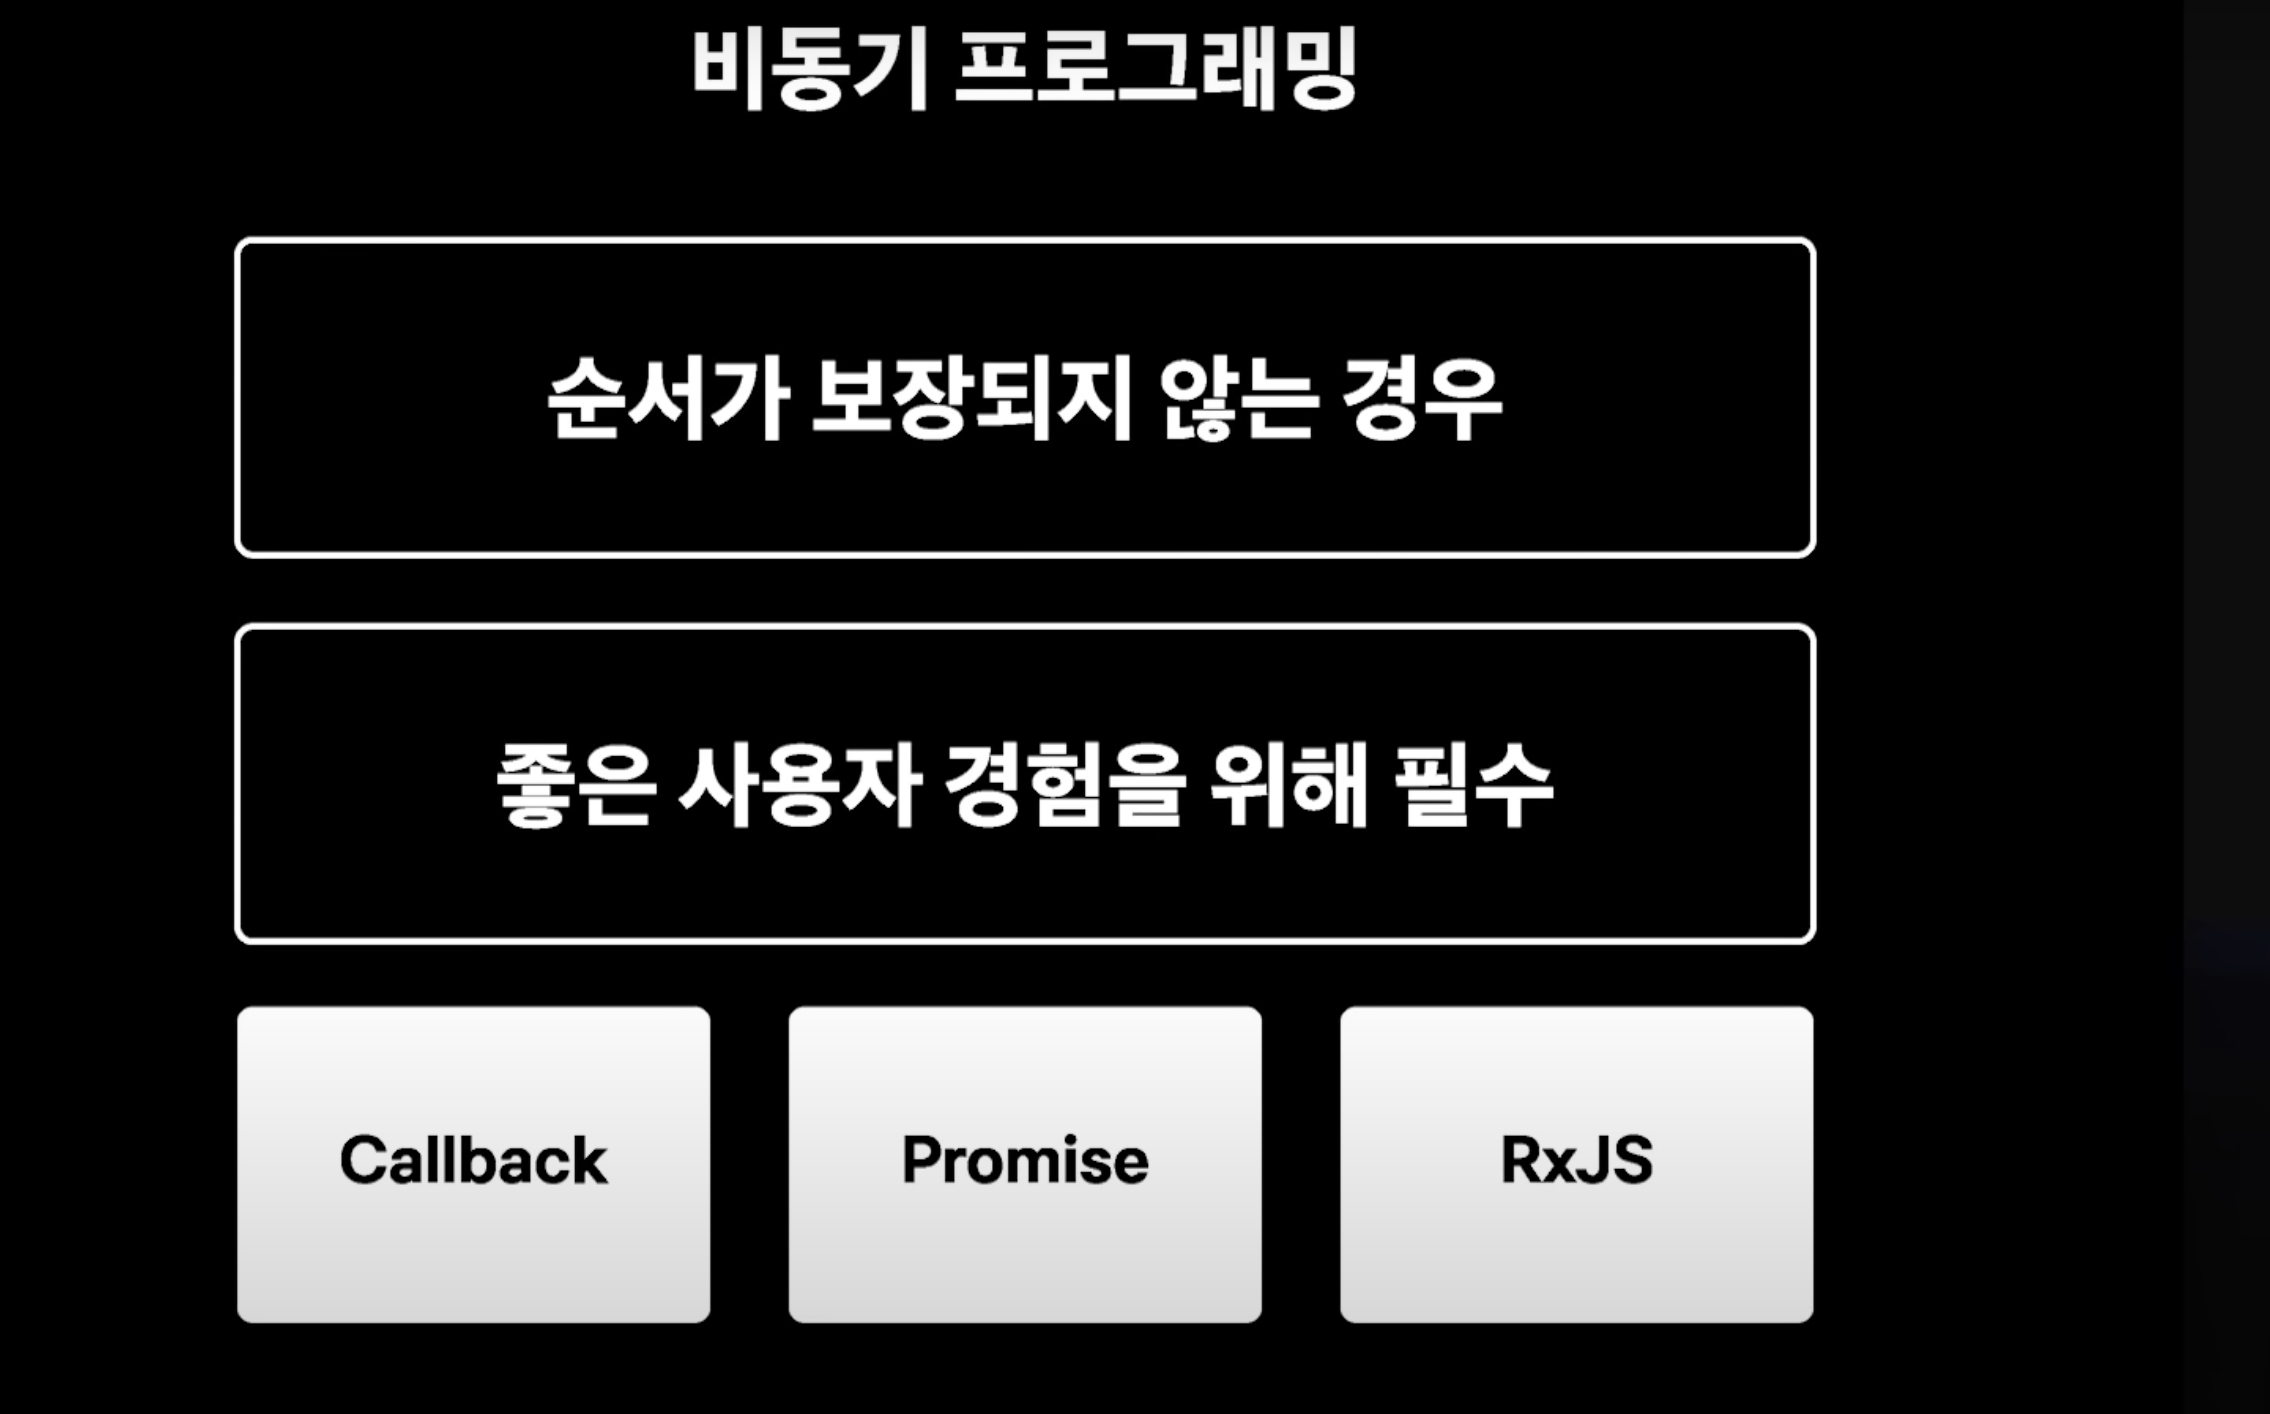 비동기 프로그래밍
순서가 보장되지 않는 경우
좋은 사용자 경험을 위해 필수
Callback
Promise
RxJS